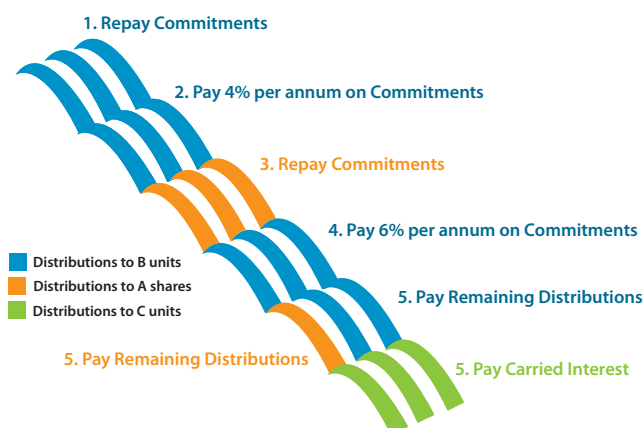 1. Repay Commitments
2. Pay 4% per annum on Commitments
3. Repay Commitments
4. Pay 6% per annum on Commitments
Distributions to B units
Distributions to A shares
Distributions to C units
5. Pay Remaining Distributions
5. Pay Remaining Distributions
5. Pay Carried Interest